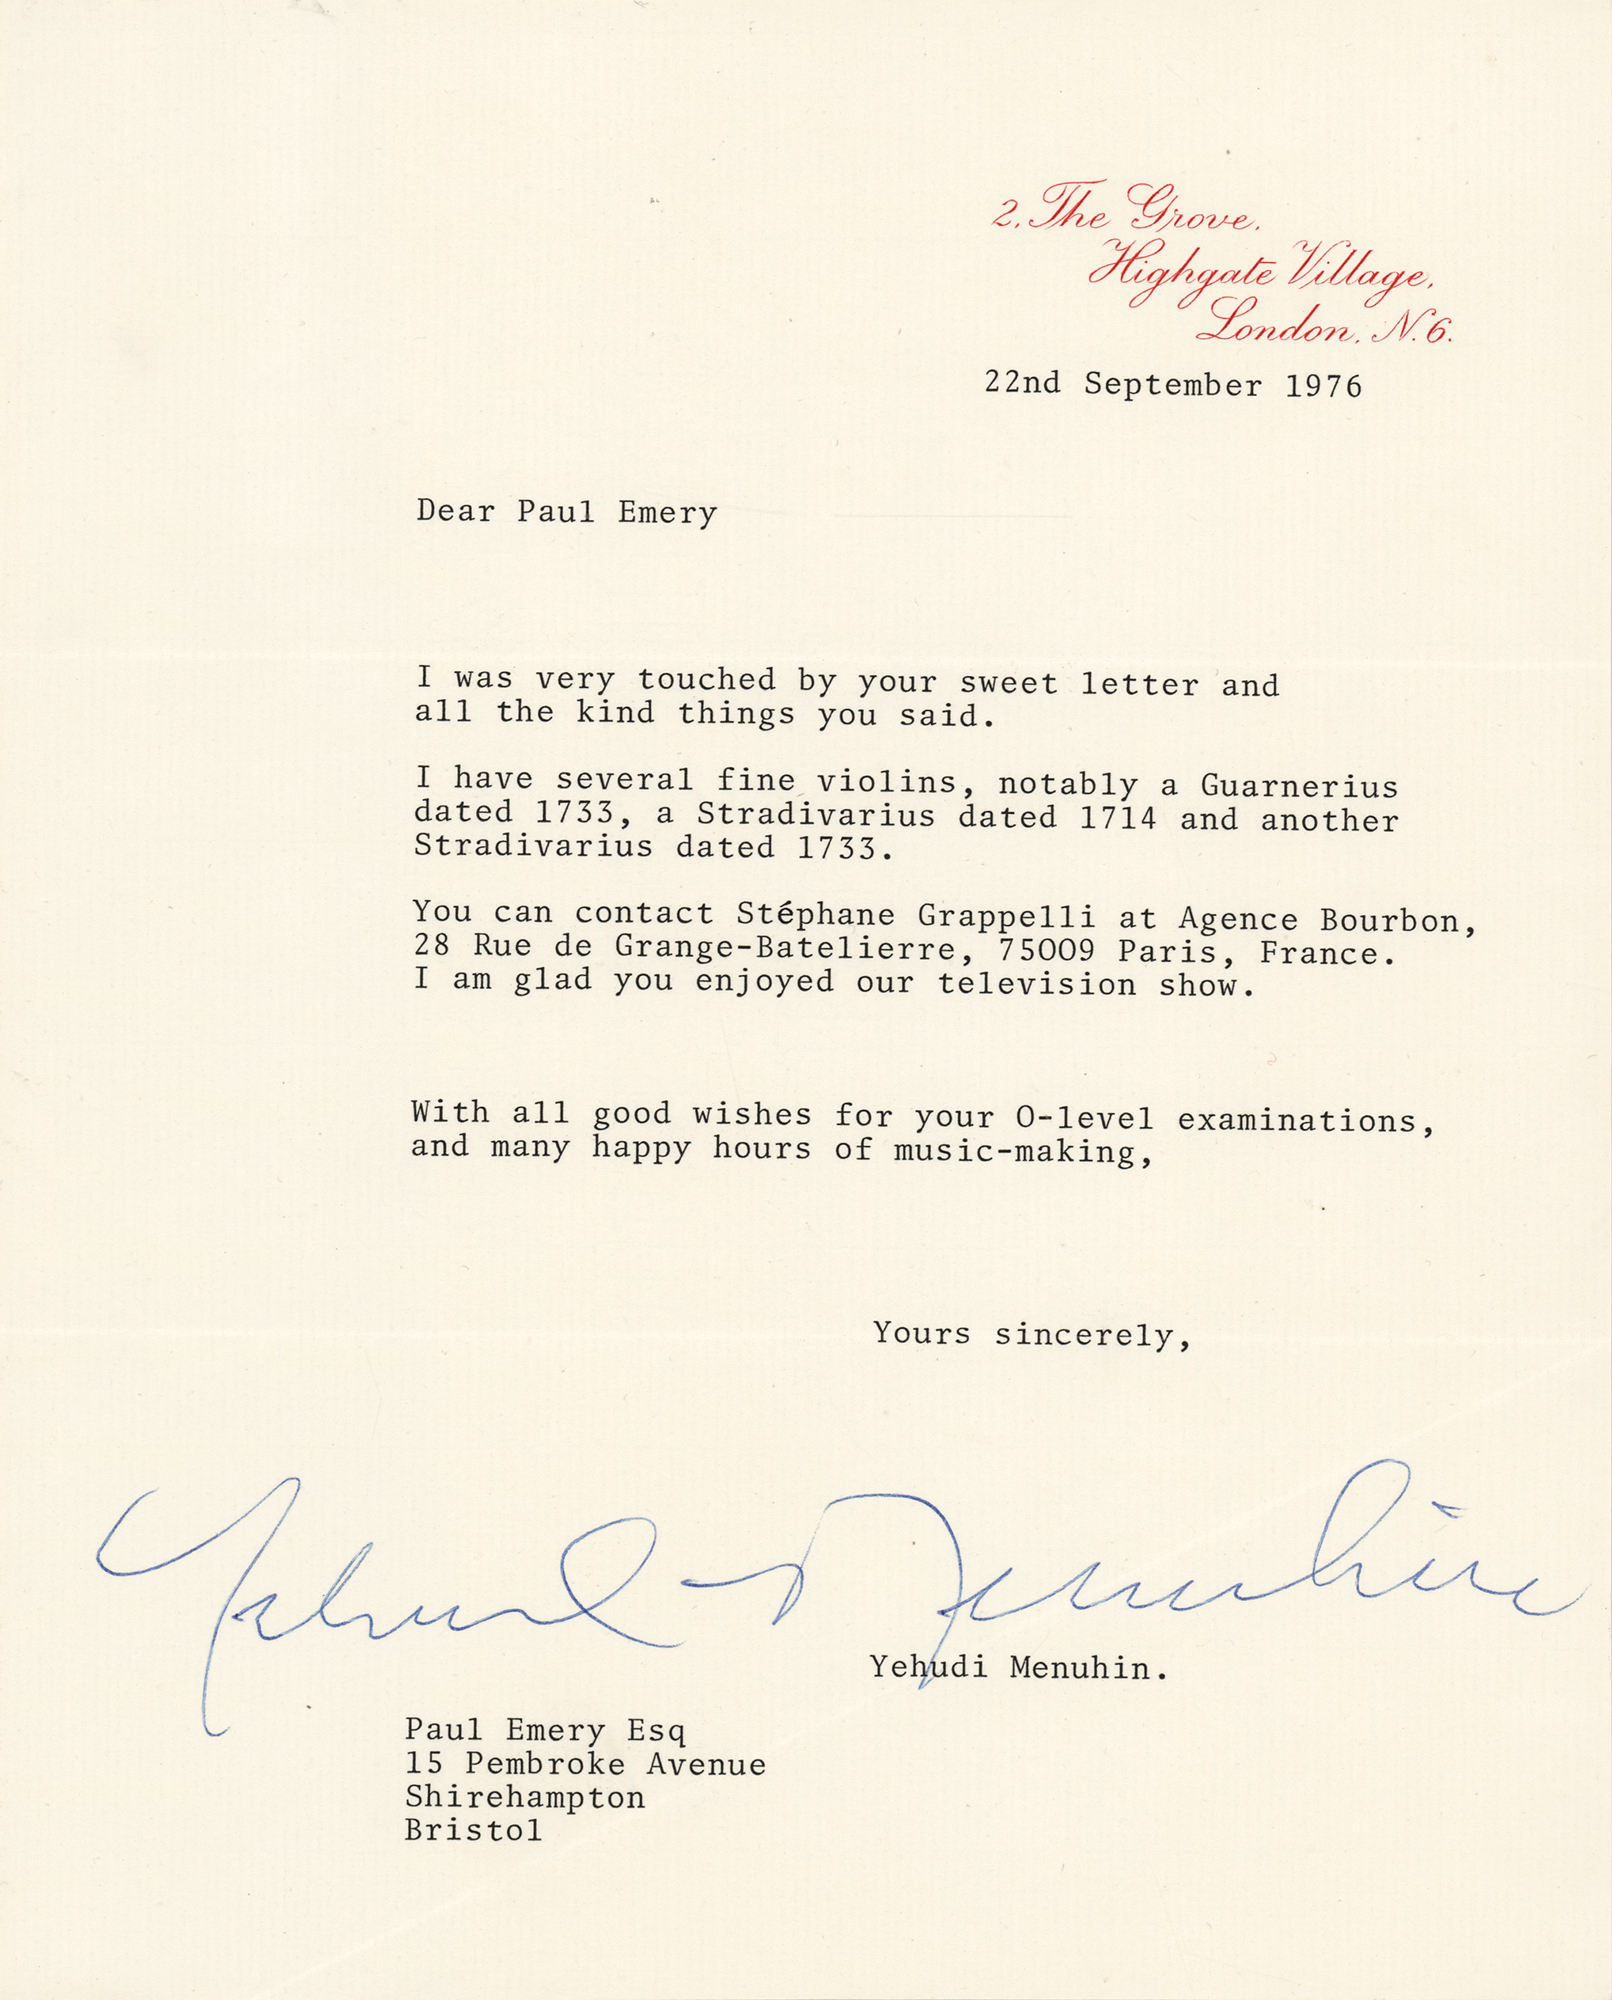 2, The Grove,
Highgate Village,
London, N.6.
22nd September 1976
Dear Paul Emery
I was very touched by your sweet letter and
all the kind things you said.
I have several fine violins, notably a Guarnerius
dated 1733, a Stradivarius dated 1714 and another
Stradivarius dated 1733.
You can contact Stéphane Grappelli at Agence Bourbon,
28 Rue de Grange-Batelierre, 75009 Paris, France.
I am glad you enjoyed our television show.
With all good wishes for your O-level examinations,
and many happy hours of music-making,
Yours sincerely,
Yehudi Menuhin
Yehudi Menuhin.
Paul Emery Esq
15 Pembroke Avenue
Shirehampton
Bristol